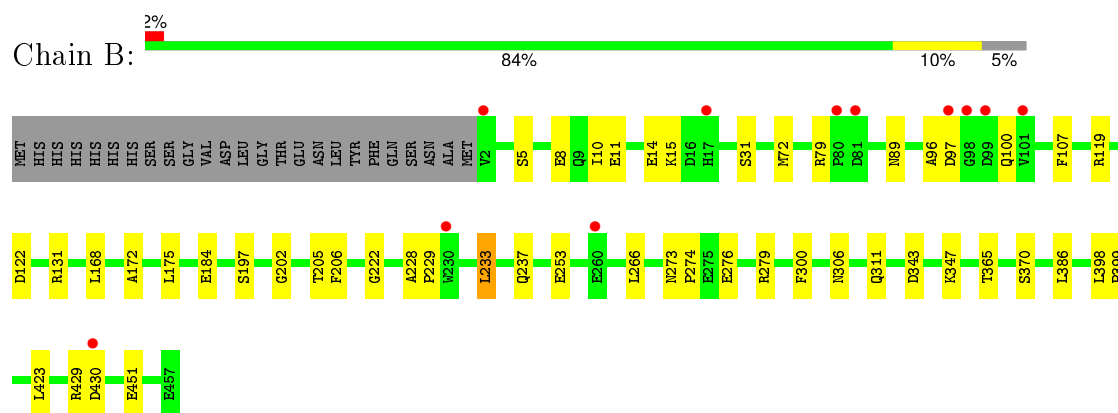 2%
Chain B:
84% 10% 5%
MET HIS HIS HIS HIS HIS HIS SER SER GLY VAL ASP LEU GLY THR GLU ASN LEU TYR PHE GLN SER ASN ALA MET V2 S5 E8 Q9 I10 E11 E14 K15 D16 H17 S31 M72 R79 P80 D81 N89 A96 D97 G98 D99 Q100 V101 F107 R119
D122 R131 L168 A172 L175 E184 S197 G202 T205 F206 G222 A228 P229 W230 L233 Q237 E253 E260 L266 N273 P274 E275 E276 R279 F300 N306 Q311 D343 K347 T365 S370 L386 L398
L423 R429 D430 E451 E457